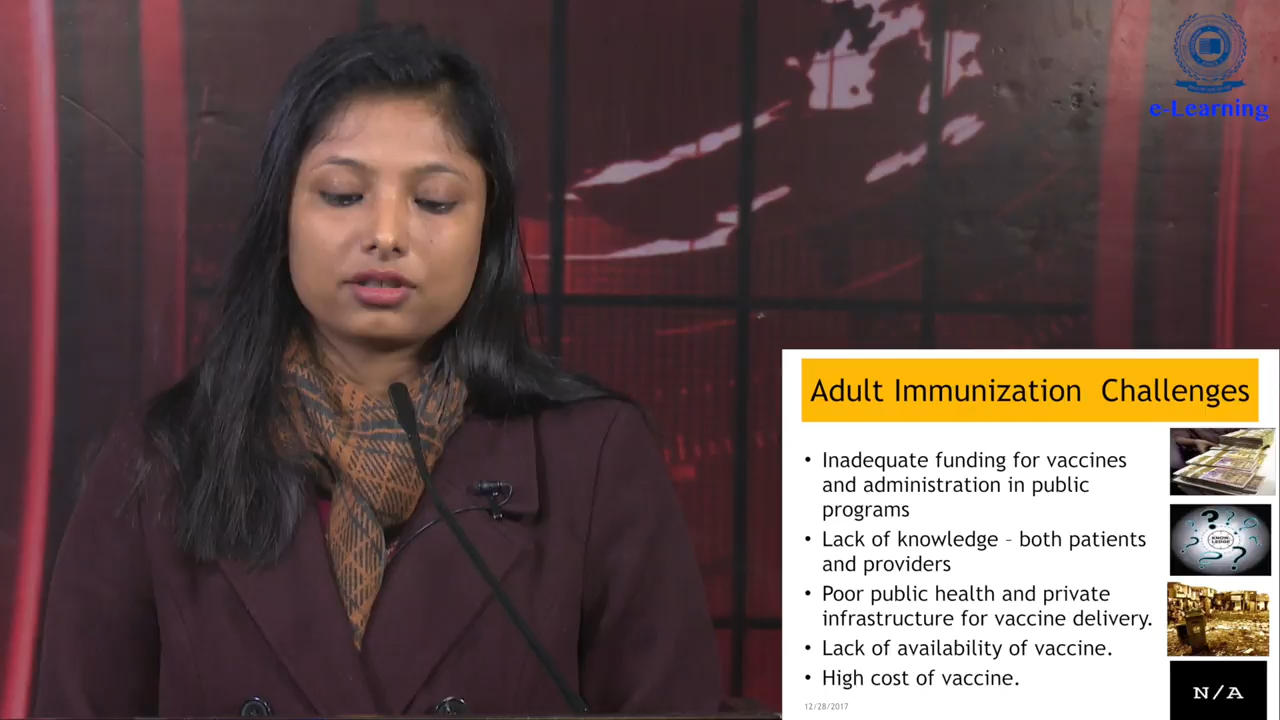 e-Learning
Adult Immunization Challenges
• Inadequate funding for vaccines
and administration in public
programs
• Lack of knowledge – both patients
and providers
• Poor public health and private
infrastructure for vaccine delivery.
• Lack of availability of vaccine.
• High cost of vaccine.
KNOW-
LEDGE
N/A
12/28/2017